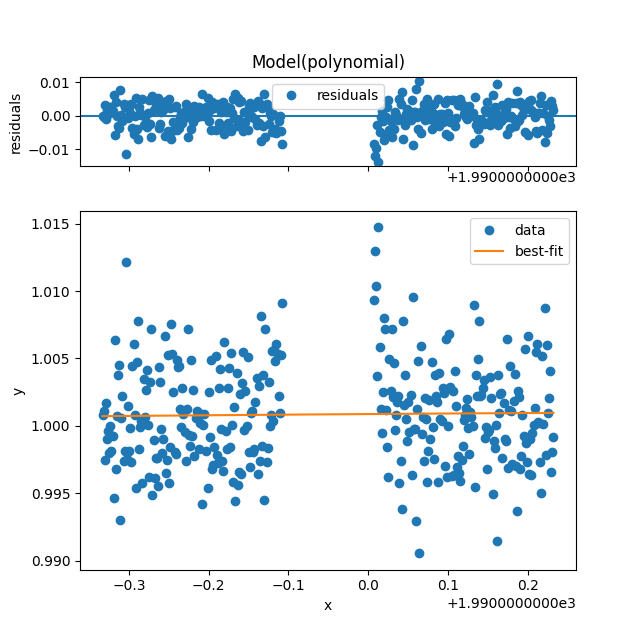 Model(polynomial)
0.01
0.00
−0.01
residuals
residuals
+1.9900000000e3
1.015
1.010
1.005
1.000
0.995
0.990
y
data
best-fit
−0.3 −0.2 −0.1 0.0 0.1 0.2
x
+1.9900000000e3